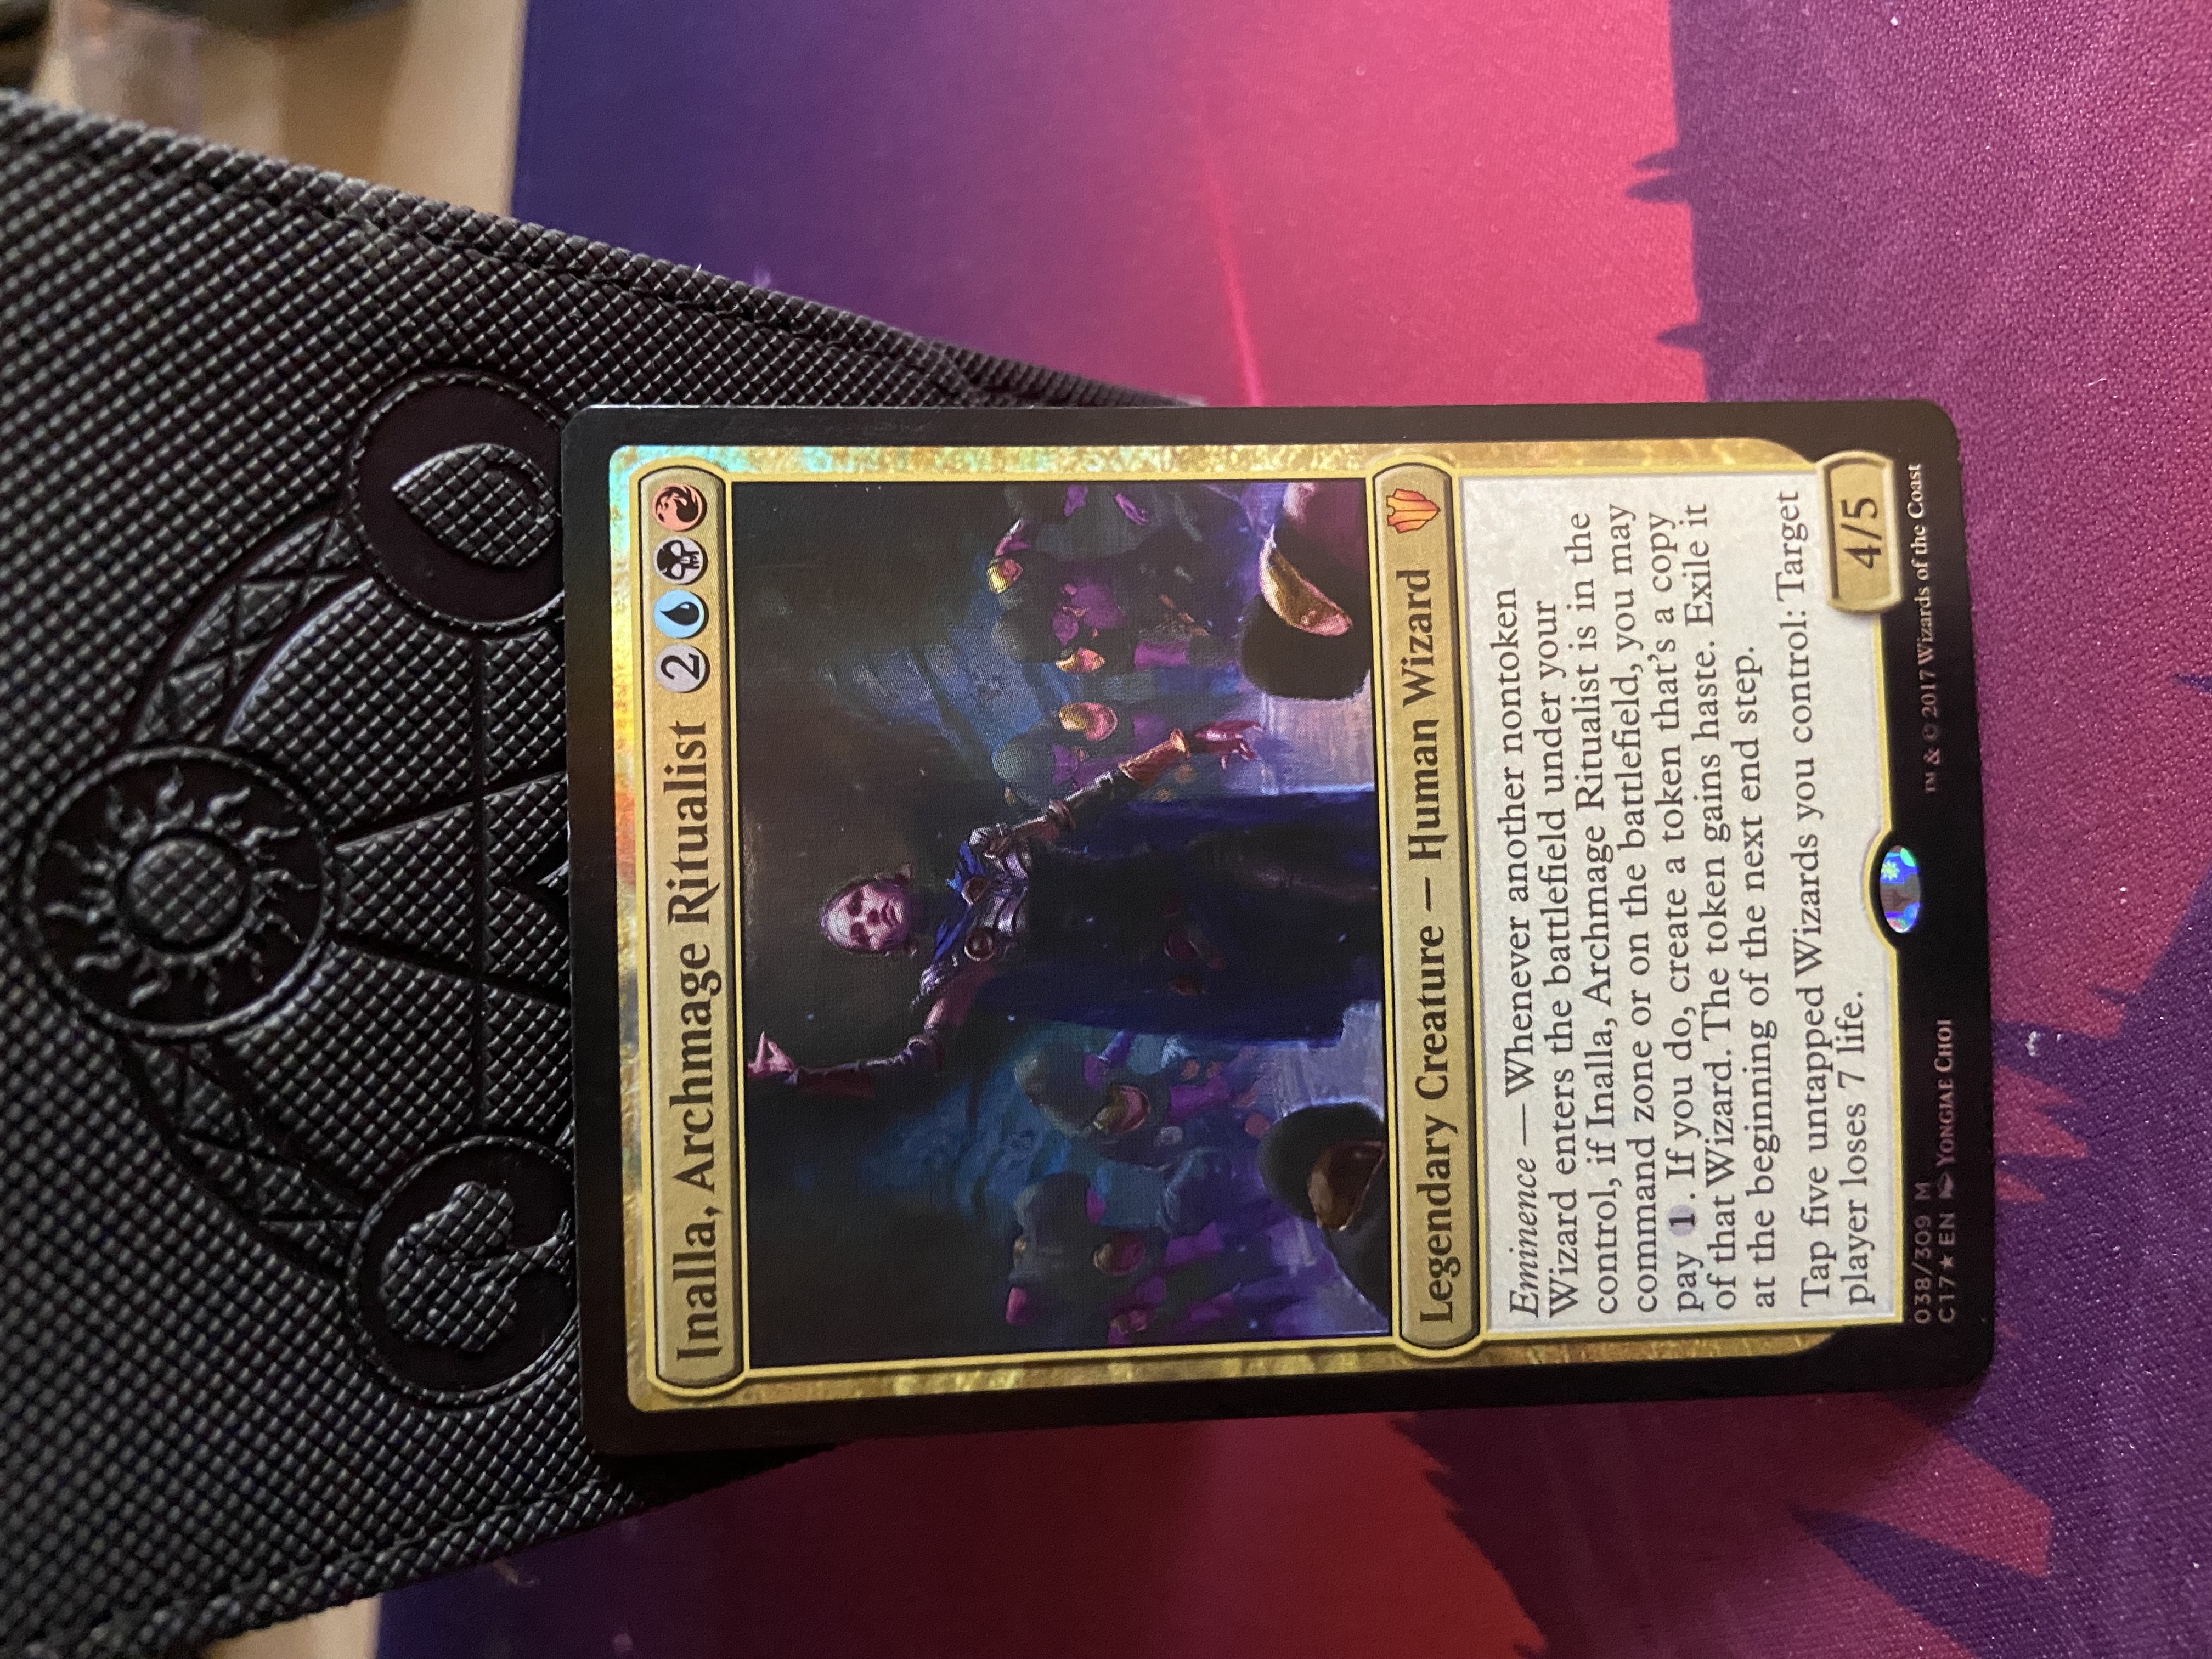 Inalla, Archmage Ritualist 2
Legendary Creature — Human Wizard
Eminence — Whenever another nontoken
Wizard enters the battlefield under your
control, if Inalla, Archmage Ritualist is in the
command zone or on the battlefield, you may
pay 1. If you do, create a token that's a copy
of that Wizard. The token gains haste. Exile it
at the beginning of the next end step.
Tap five untapped Wizards you control: Target
player loses 7 life.
4/5
038/309 M
C17★EN Yongjae Choi
™ & © 2017 Wizards of the Coast